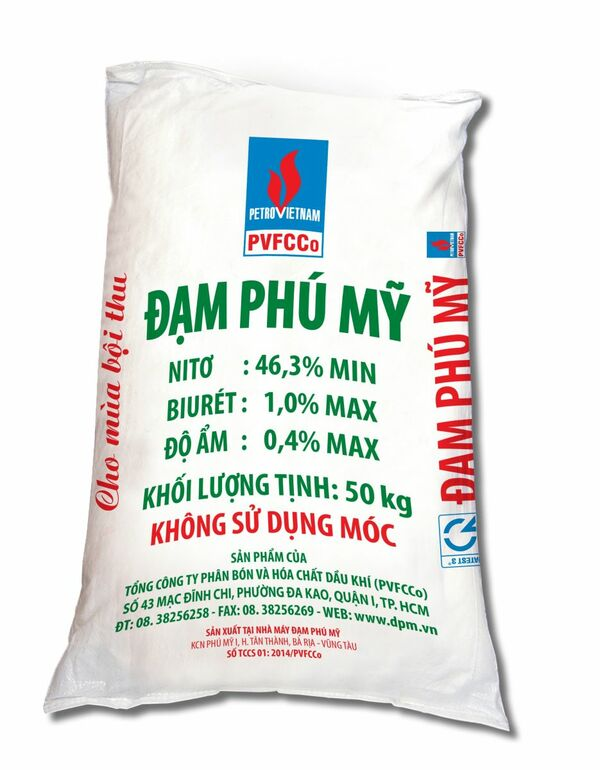 PETROVIETNAM
PVFCCo
ĐẠM PHÚ MỸ
NITƠ : 46,3% MIN
BIURÉT : 1,0% MAX
ĐỘ ẨM : 0,4% MAX
KHỐI LƯỢNG TỊNH: 50 kg
KHÔNG SỬ DỤNG MÓC
SẢN PHẨM CỦA
TỔNG CÔNG TY PHÂN BÓN VÀ HÓA CHẤT DẦU KHÍ (PVFCCo)
SỐ 43 MẠC ĐĨNH CHI, PHƯỜNG ĐA KAO, QUẬN I, TP. HCM
ĐT: 08. 38256258 - FAX: 08. 38256269 - WEB: www.dpm.vn
SẢN XUẤT TẠI NHÀ MÁY ĐẠM PHÚ MỸ
KCN PHÚ MỸ I, H. TÂN THÀNH, BÀ RỊA - VŨNG TÀU
SỐ TCCS 01: 2014/PVFCCo
Cho mùa bội thu
PVFCCo
ĐẠM PHÚ MỸ